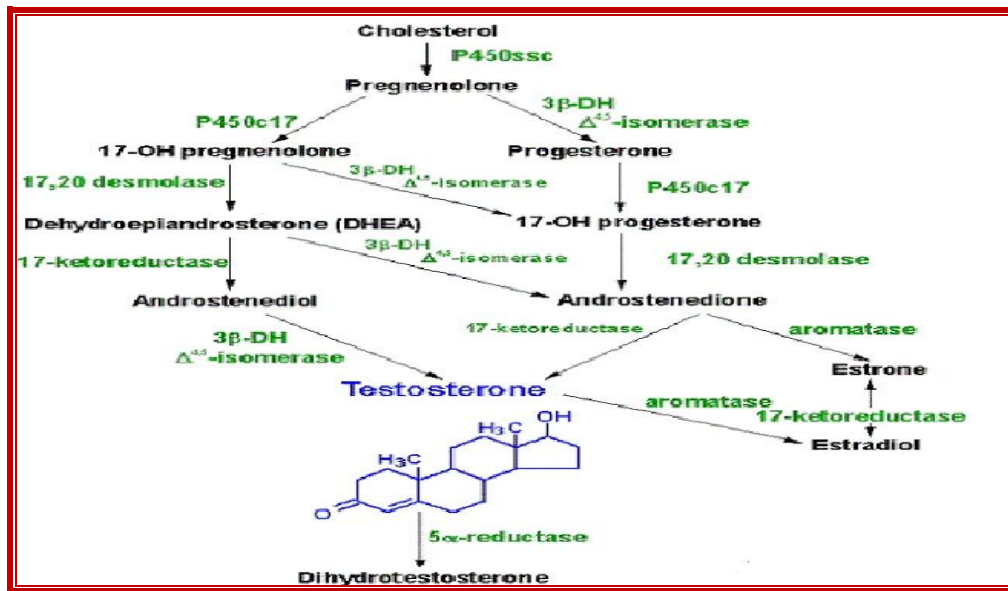 Cholesterol
P450ssc
Pregnenolone
P450c17
3β-DH
Δ4,5-isomerase
17-OH pregnenolone
Progesterone
17,20 desmolase
3β-DH
Δ4,5-isomerase
P450c17
Dehydroepiandrosterone (DHEA)
17-OH progesterone
17-ketoreductase
3β-DH
Δ4,5-isomerase
17,20 desmolase
Androstenediol
Androstenedione
3β-DH
Δ4,5-isomerase
17-ketoreductase
aromatase
Estrone
Testosterone
aromatase
17-ketoreductase
Estradiol
OH
H3C
H3C
O
5α-reductase
Dihydrotestosterone